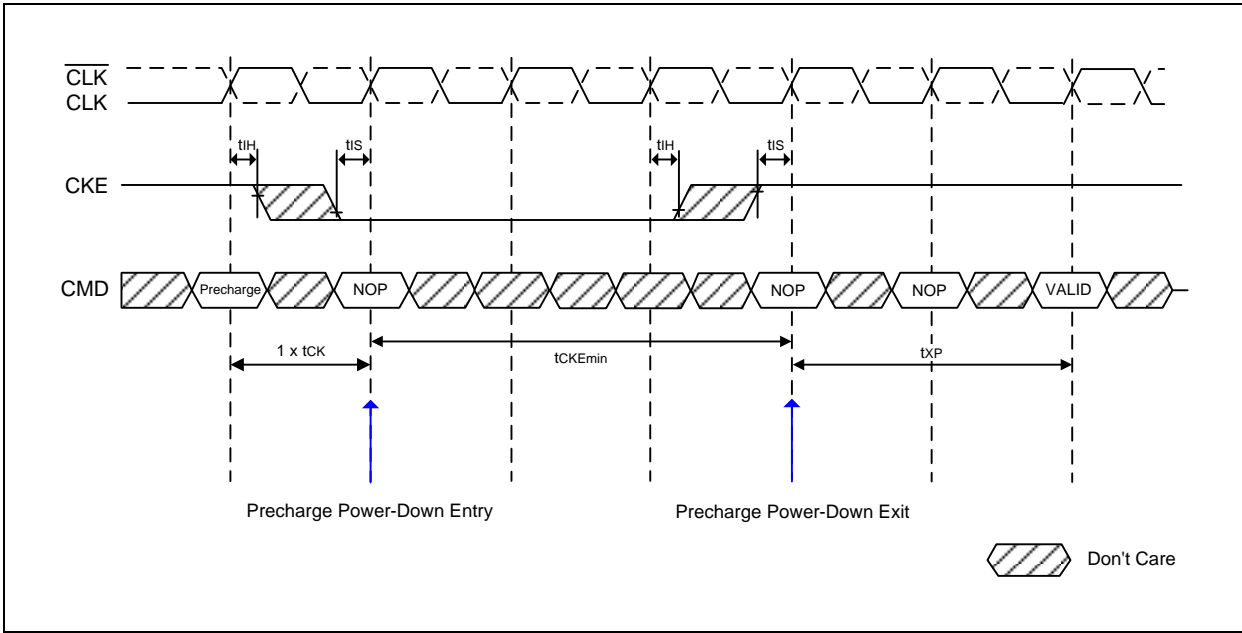 CLK
CLK
tIH
tIS
tIH
tIS
CKE
CMD
Precharge
NOP
NOP
NOP
VALID
1 x tCK
tCKEmin
tXP
Precharge Power-Down Entry
Precharge Power-Down Exit
Don't Care